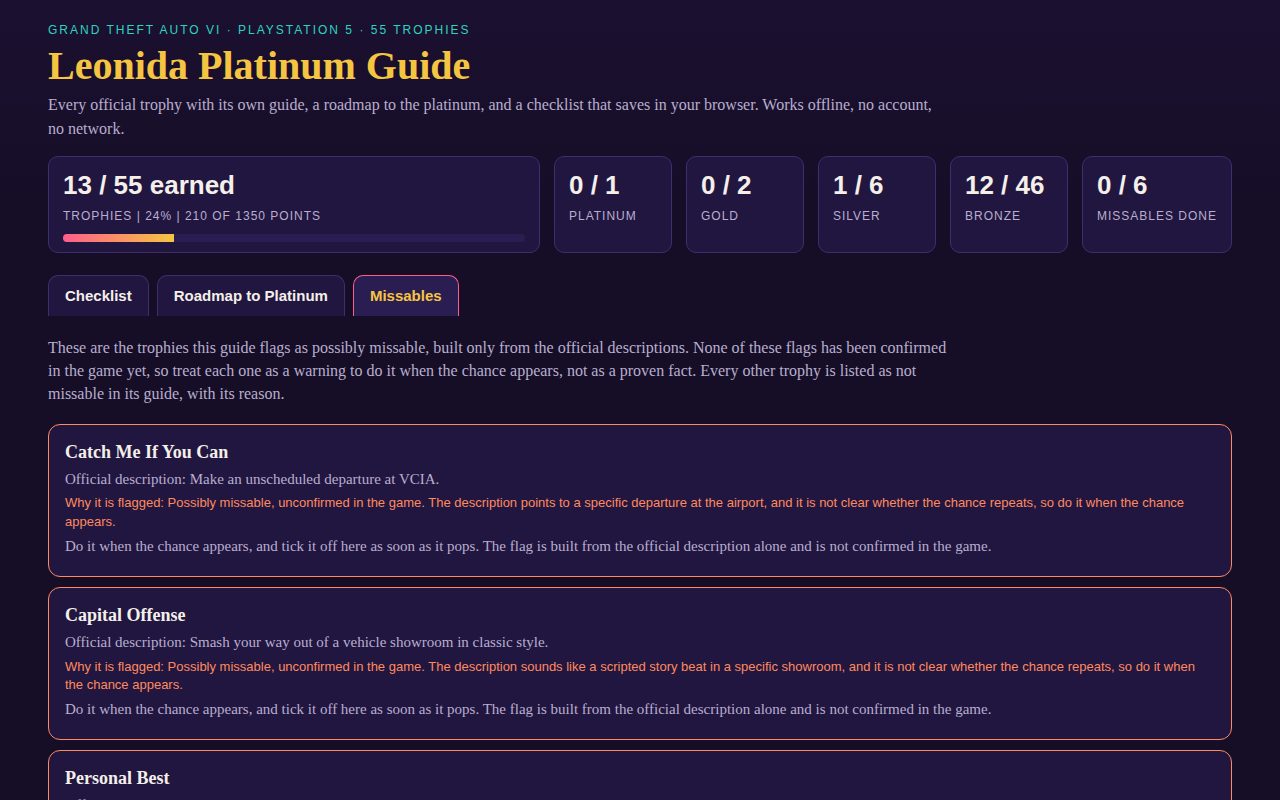 GRAND THEFT AUTO VI · PLAYSTATION 5 · 55 TROPHIES
Leonida Platinum Guide
Every official trophy with its own guide, a roadmap to the platinum, and a checklist that saves in your browser. Works offline, no account,
no network.
13 / 55 earned
TROPHIES | 24% | 210 OF 1350 POINTS
0 / 1
PLATINUM
0 / 2
GOLD
1 / 6
SILVER
12 / 46
BRONZE
0 / 6
MISSABLES DONE
Checklist
Roadmap to Platinum
Missables
These are the trophies this guide flags as possibly missable, built only from the official descriptions. None of these flags has been confirmed
in the game yet, so treat each one as a warning to do it when the chance appears, not as a proven fact. Every other trophy is listed as not
missable in its guide, with its reason.
Catch Me If You Can
Official description: Make an unscheduled departure at VCIA.
Why it is flagged: Possibly missable, unconfirmed in the game. The description points to a specific departure at the airport, and it is not clear whether the chance repeats, so do it when the chance
appears.
Do it when the chance appears, and tick it off here as soon as it pops. The flag is built from the official description alone and is not confirmed in the game.
Capital Offense
Official description: Smash your way out of a vehicle showroom in classic style.
Why it is flagged: Possibly missable, unconfirmed in the game. The description sounds like a scripted story beat in a specific showroom, and it is not clear whether the chance repeats, so do it when
the chance appears.
Do it when the chance appears, and tick it off here as soon as it pops. The flag is built from the official description alone and is not confirmed in the game.
Personal Best